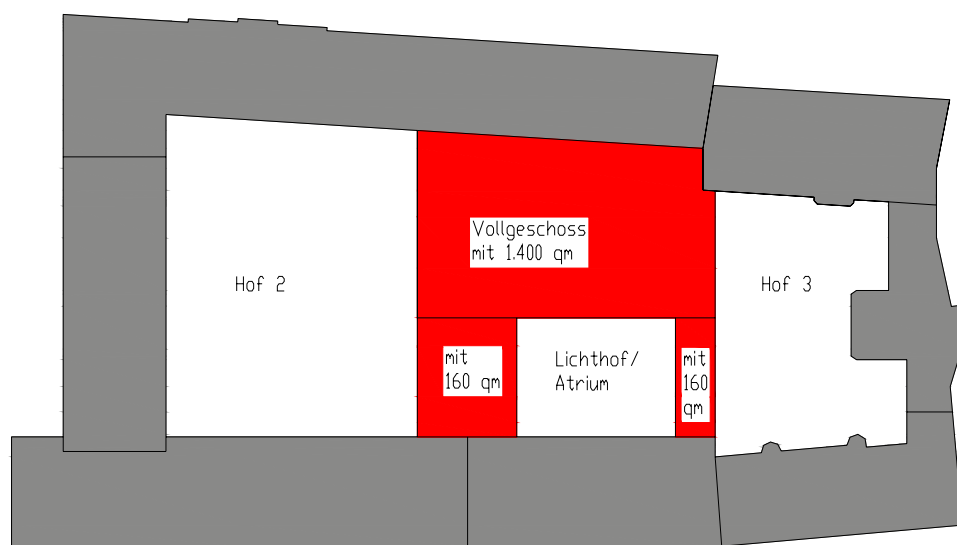 Vollgeschoss
mit 1.400 qm
Hof 2
Hof 3
mit
160 qm
Lichthof/
Atrium
mit
160
qm